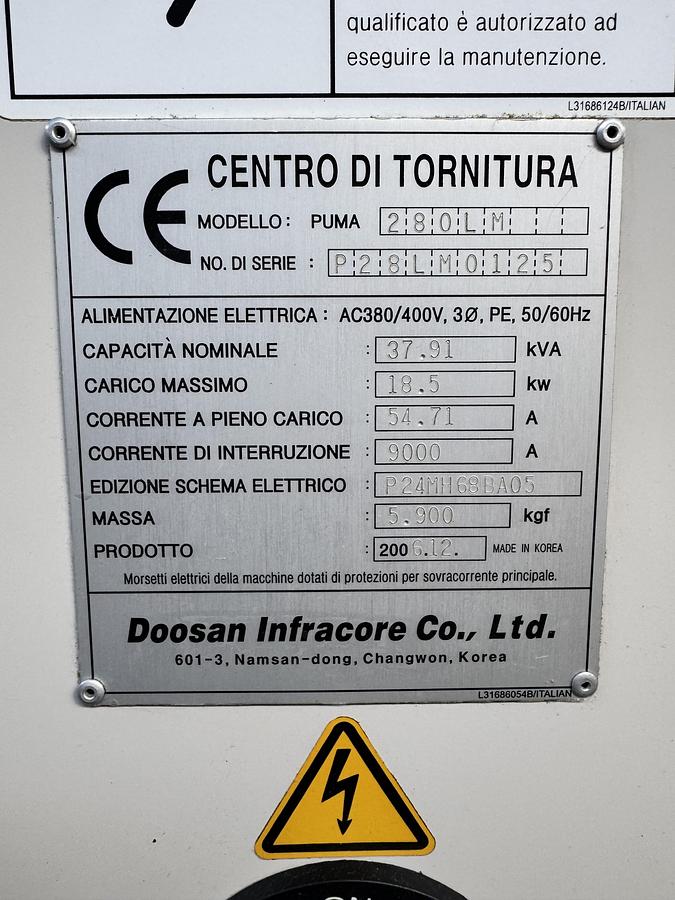 qualificato è autorizzato ad
eseguire la manutenzione.
L31686124B/ITALIAN
CE CENTRO DI TORNITURA
MODELLO : PUMA 280LM
NO. DI SERIE : P28LM0125
ALIMENTAZIONE ELETTRICA : AC380/400V, 3Ø, PE, 50/60Hz
CAPACITÀ NOMINALE : 37.91 kVA
CARICO MASSIMO : 18.5 kw
CORRENTE A PIENO CARICO : 54.71 A
CORRENTE DI INTERRUZIONE : 9000 A
EDIZIONE SCHEMA ELETTRICO : P24MH68BA05
MASSA : 5.900 kgf
PRODOTTO : 2006.12. MADE IN KOREA
Morsetti elettrici della macchine dotati di protezioni per sovracorrente principale.
Doosan Infracore Co., Ltd.
601-3, Namsan-dong, Changwon, Korea
L31686054B/ITALIAN